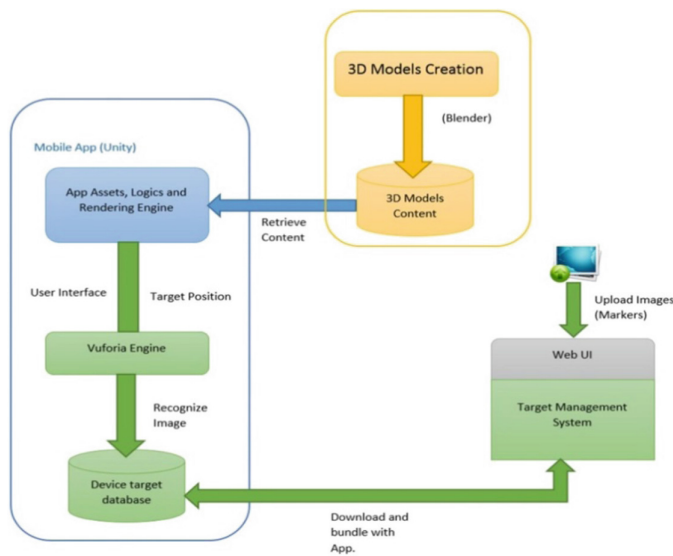 3D Models Creation
(Blender)
3D Models
Content
Mobile App (Unity)
App Assets, Logics and
Rendering Engine
Retrieve
Content
User Interface
Target Position
Vuforia Engine
Recognize
Image
Device target
database
Upload Images
(Markers)
Web UI
Target Management
System
Download and
bundle with
App.